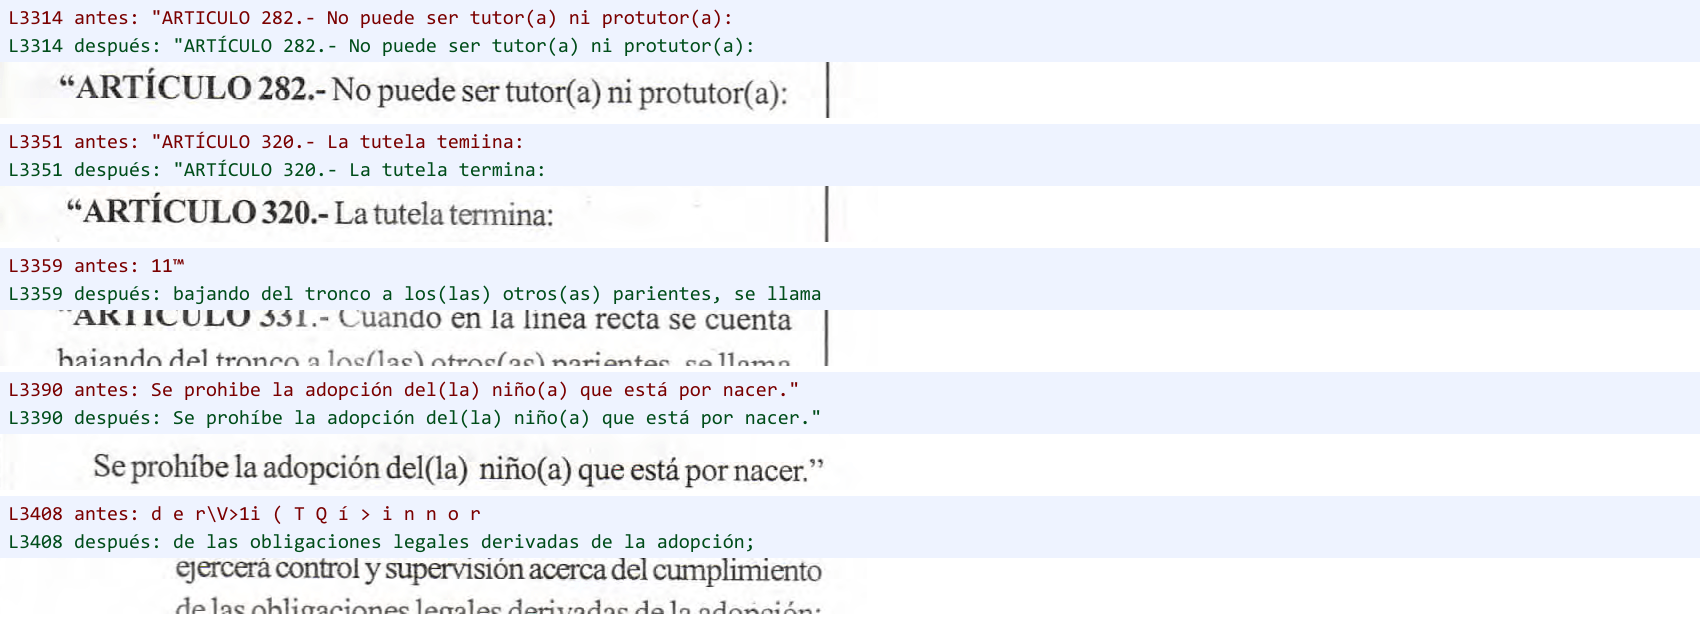 L3314 antes: "ARTICULO 282.- No puede ser tutor(a) ni protutor(a):
L3314 después: "ARTÍCULO 282.- No puede ser tutor(a) ni protutor(a):
“ARTÍCULO 282.- No puede ser tutor(a) ni protutor(a):
L3351 antes: "ARTÍCULO 320.- La tutela temiina:
L3351 después: "ARTÍCULO 320.- La tutela termina:
“ARTÍCULO 320.- La tutela termina:
L3359 antes: 11™
L3359 después: bajando del tronco a los(las) otros(as) parientes, se llama
“ARTÍCULO 331.- Cuando en la línea recta se cuenta
bajando del tronco a los(las) otros(as) parientes, se llama
L3390 antes: Se prohibe la adopción del(la) niño(a) que está por nacer."
L3390 después: Se prohíbe la adopción del(la) niño(a) que está por nacer."
Se prohíbe la adopción del(la) niño(a) que está por nacer.”
L3408 antes: d e r\V>1i ( T Q í > i n n o r
L3408 después: de las obligaciones legales derivadas de la adopción;
ejercerá control y supervisión acerca del cumplimiento
de las obligaciones legales derivadas de la adopción;